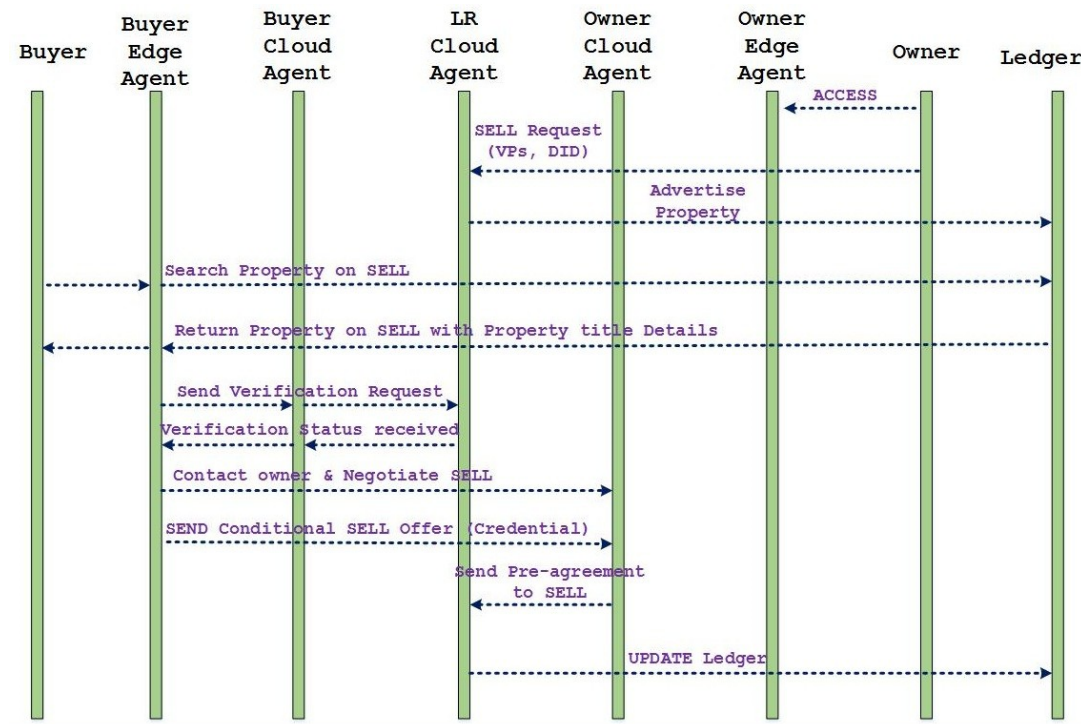 Buyer
Buyer
Edge
Agent
Buyer
Cloud
Agent
LR
Cloud
Agent
Owner
Cloud
Agent
Owner
Edge
Agent
Owner
Ledger
ACCESS
SELL Request
(VPs, DID)
Advertise
Property
Search Property on SELL
Return Property on SELL with Property title Details
Send Verification Request
Verification Status received
Contact owner & Negotiate SELL
SEND Conditional SELL Offer (Credential)
Send Pre-agreement
to SELL
UPDATE Ledger